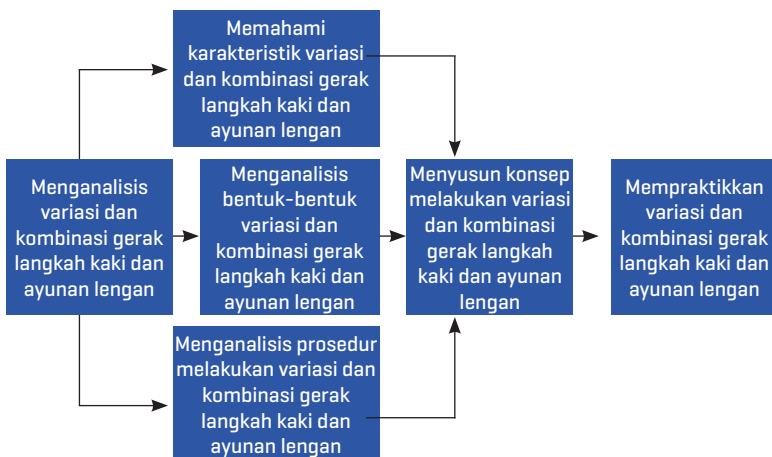 Memahami
karakteristik variasi
dan kombinasi gerak
langkah kaki dan
ayunan lengan
Menganalisis
variasi dan
kombinasi gerak
langkah kaki dan
ayunan lengan
Menganalisis
bentuk-bentuk
variasi dan
kombinasi gerak
langkah kaki dan
ayunan lengan
Menganalisis prosedur
melakukan variasi dan
kombinasi gerak
langkah kaki dan
ayunan lengan
Menyusun konsep
melakukan variasi
dan kombinasi
gerak langkah
kaki dan ayunan
lengan
Mempraktikkan
variasi dan
kombinasi gerak
langkah kaki dan
ayunan lengan